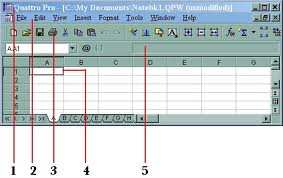 Quattro Pro - [C:\My Documents\Notebk1.QPW (unmodified)]
File Edit View Insert Format Tools Window Help
A:A1 @ { }
A B C D E F G
1
2
3
4
5
A B C D E F G H
1 2 3 4 5